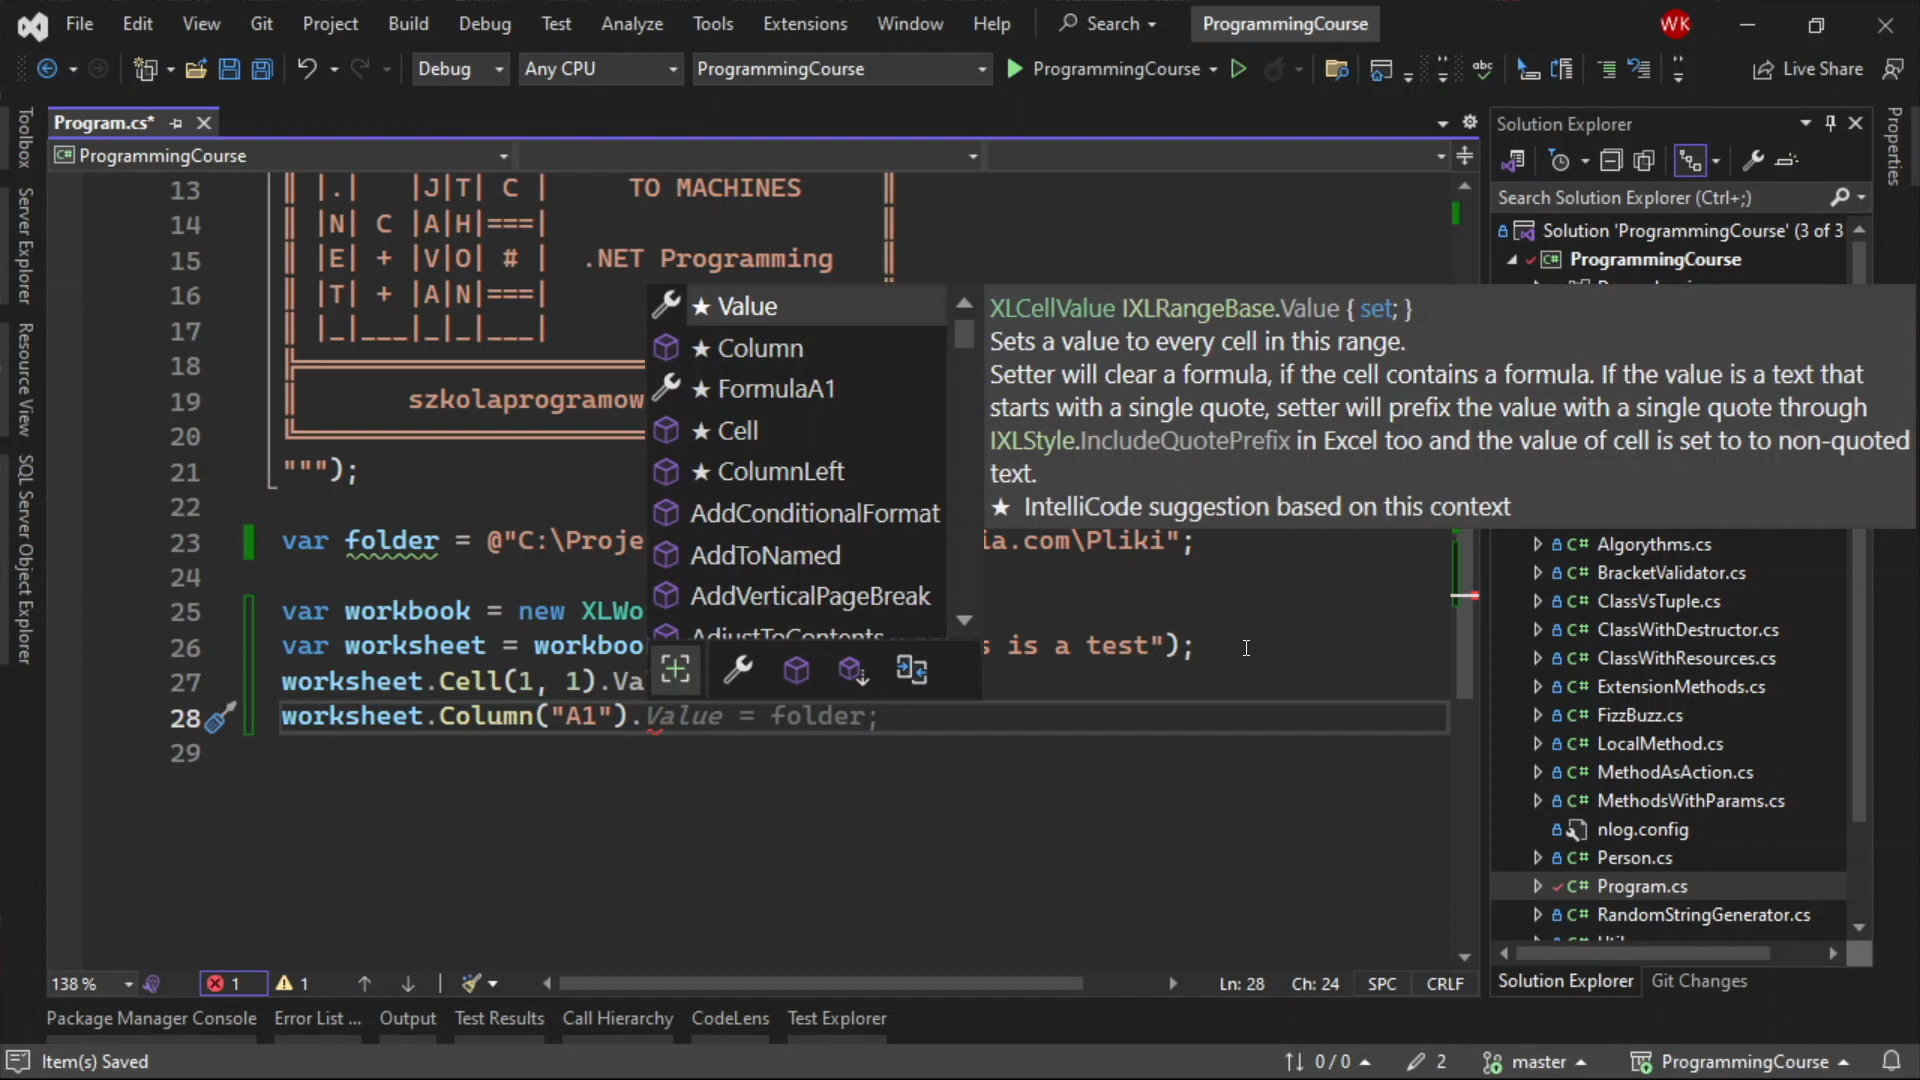 File Edit View Git Project Build Debug Test Analyze Tools Extensions Window Help Search ProgrammingCourse WK
Debug Any CPU ProgrammingCourse ProgrammingCourse Live Share
Program.cs*
ProgrammingCourse
13 ║ |.|   |J|T| C |     TO MACHINES    ║
14 ║ |N| C |A|H|===|                    ║
15 ║ |E| + |V|O| # |  .NET Programming   ║
16 ║ |T| + |A|N|===|
17 ║ |_|___|_|_|___|
18
19 ║ szkolaprogramow
20
21 """);
22
23 var folder = @"C:\Proje ia.com\Pliki";
24
25 var workbook = new XLWo
26 var worksheet = workboo s is a test");
27 worksheet.Cell(1, 1).Va
28 worksheet.Column("A1").Value = folder;
29
★ Value
★ Column
★ FormulaA1
★ Cell
★ ColumnLeft
AddConditionalFormat
AddToNamed
AddVerticalPageBreak
AdjustToContents
XLCellValue IXLRangeBase.Value { set; }
Sets a value to every cell in this range.
Setter will clear a formula, if the cell contains a formula. If the value is a text that
starts with a single quote, setter will prefix the value with a single quote through
IXLStyle.IncludeQuotePrefix in Excel too and the value of cell is set to to non-quoted
text.
★ IntelliCode suggestion based on this context
Toolbox
Server Explorer
Resource View
SQL Server Object Explorer
Solution Explorer
Search Solution Explorer (Ctrl+;)
Solution 'ProgrammingCourse' (3 of 3
ProgrammingCourse
C# Algorythms.cs
C# BracketValidator.cs
C# ClassVsTuple.cs
C# ClassWithDestructor.cs
C# ClassWithResources.cs
C# ExtensionMethods.cs
C# FizzBuzz.cs
C# LocalMethod.cs
C# MethodAsAction.cs
C# MethodsWithParams.cs
nlog.config
C# Person.cs
C# Program.cs
C# RandomStringGenerator.cs
Properties
Solution Explorer Git Changes
138 % 1 1 Ln: 28 Ch: 24 SPC CRLF
Package Manager Console Error List ... Output Test Results Call Hierarchy CodeLens Test Explorer
Item(s) Saved 0 / 0 2 master ProgrammingCourse